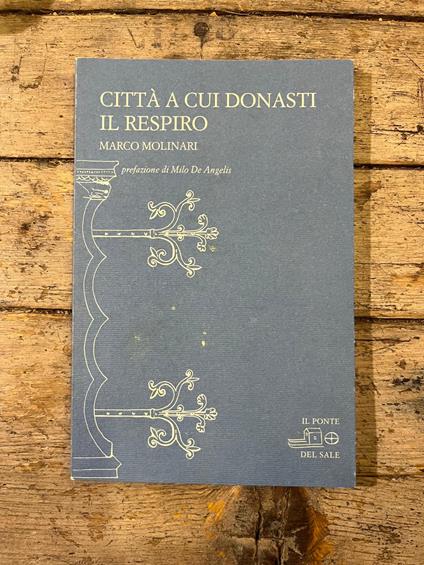 CITTÀ A CUI DONASTI
IL RESPIRO
MARCO MOLINARI
prefazione di Milo De Angelis
IL PONTE
DEL SALE